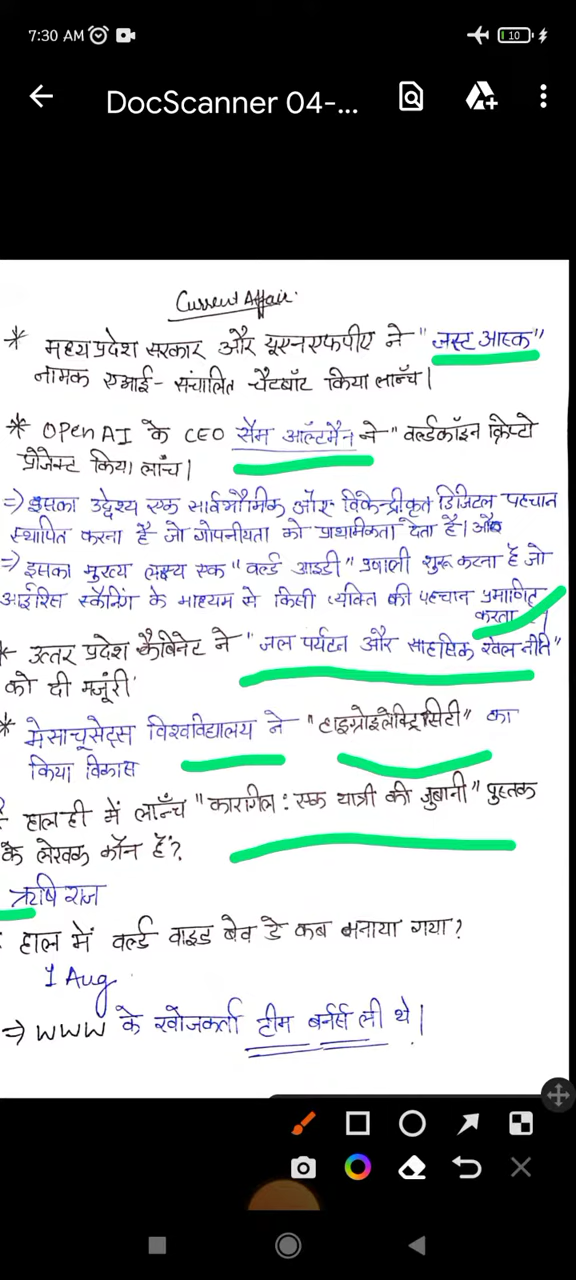 7:30 AM
10
DocScanner 04-...
Current Affair.
* मध्यप्रदेश सरकार और यूएनएफपीए ने "जस्ट आस्क"
नामक एआई- संचालित चैटबॉट किया लॉन्च।
* OpenAI के CEO सैम ऑल्टमैन ने "वर्ल्डकॉइन क्रिप्टो
प्रोजेक्ट किया लांच।
=> इसका उद्देश्य एक सार्वभौमिक और विकेन्द्रीकृत डिजिटल पहचान
स्थापित करना है जो गोपनीयता को प्राथमिकता देता है। और
=> इसका मुख्य लक्ष्य एक "वर्ल्ड आइडी" प्रणाली शुरू करना है जो
आईरिस स्कैनिंग के माध्यम से किसी व्यक्ति की पहचान प्रमाणित
करता है।
* उत्तर प्रदेश कैबिनेट ने "जल पर्यटन और साहषिक खेल नीति"
को दी मंजूरी
* मेसाचूसेट्स विश्वविद्यालय ने "हाइग्रोइलेक्ट्रिसिटी" का
किया विकास
हाल ही में लॉन्च "कारगिल : एक यात्री की जुबानी" पुस्तक
के लेखक कौन हैं?
ऋषि राज
हाल में वर्ल्ड वाइड बेव डे कब मनाया गया?
1 Aug.
=> WWW के खोजकर्ता टीम बर्नर्स ली थे।